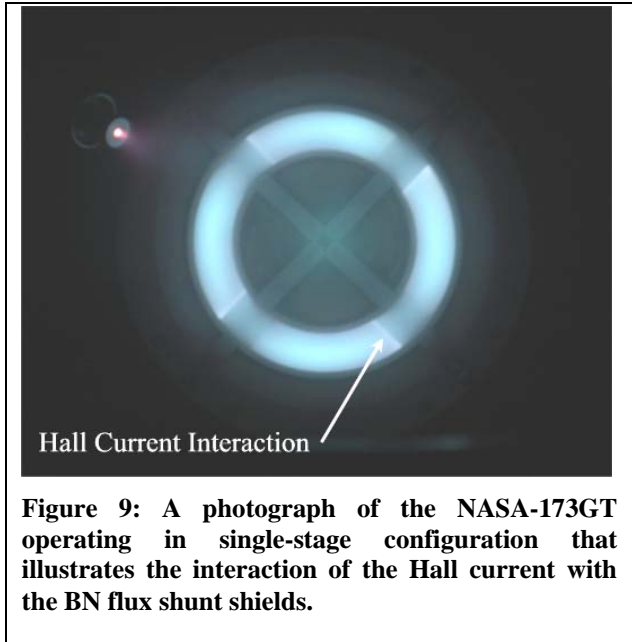 Hall Current Interaction
Figure 9: A photograph of the NASA-173GT
operating in single-stage configuration that
illustrates the interaction of the Hall current with
the BN flux shunt shields.